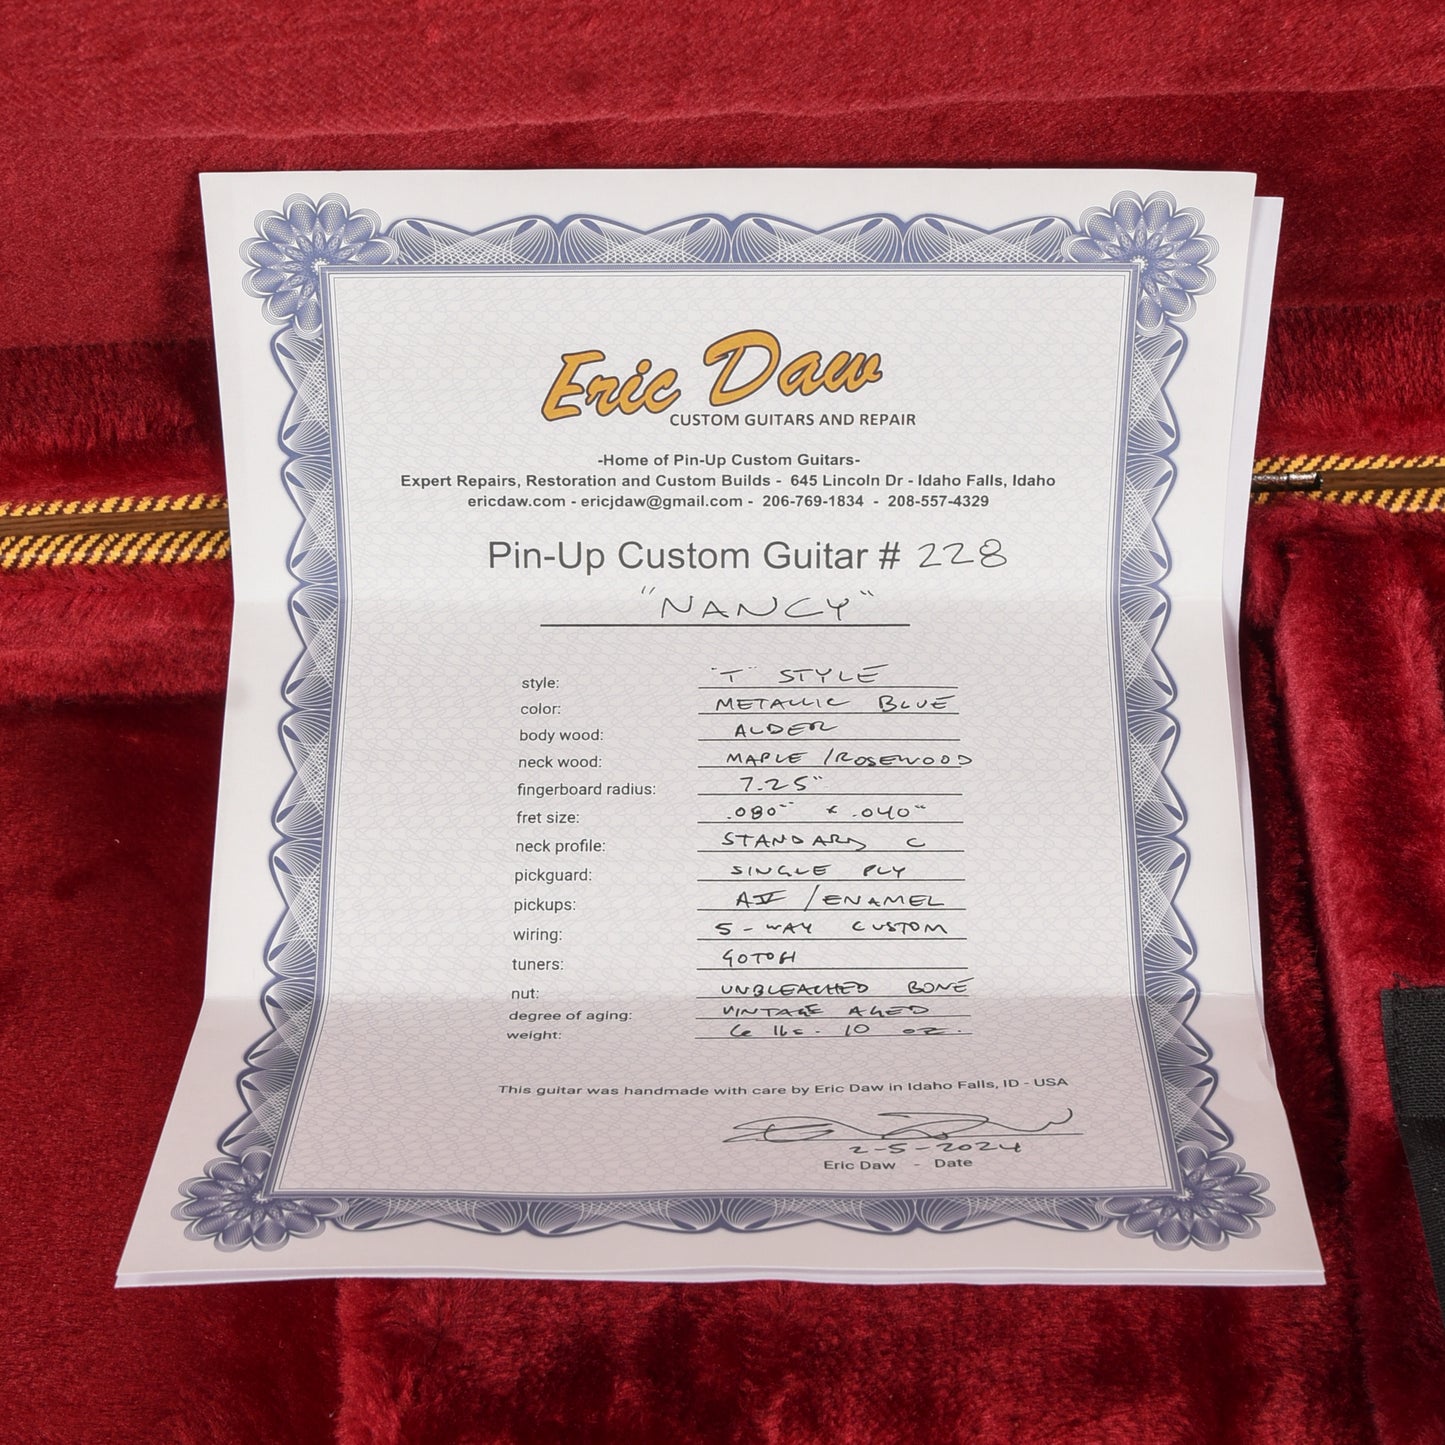 Eric Daw
CUSTOM GUITARS AND REPAIR
-Home of Pin-Up Custom Guitars-
Expert Repairs, Restoration and Custom Builds - 645 Lincoln Dr - Idaho Falls, Idaho
ericdaw.com - ericjdaw@gmail.com - 206-769-1834 - 208-557-4329
Pin-Up Custom Guitar # 228
"NANCY"
style: "T" STYLE
color: METALLIC BLUE
body wood: ALDER
neck wood: MAPLE / ROSEWOOD
fingerboard radius: 7.25"
fret size: .080" x .040"
neck profile: STANDARD C
pickguard: SINGLE PLY
pickups: AV / ENAMEL
wiring: 5-WAY CUSTOM
tuners: GOTOH
nut: UNBLEACHED BONE
degree of aging: VINTAGE AGED
weight: 6 lbs. 10 oz.
This guitar was handmade with care by Eric Daw in Idaho Falls, ID - USA
2-5-2024
Eric Daw - Date